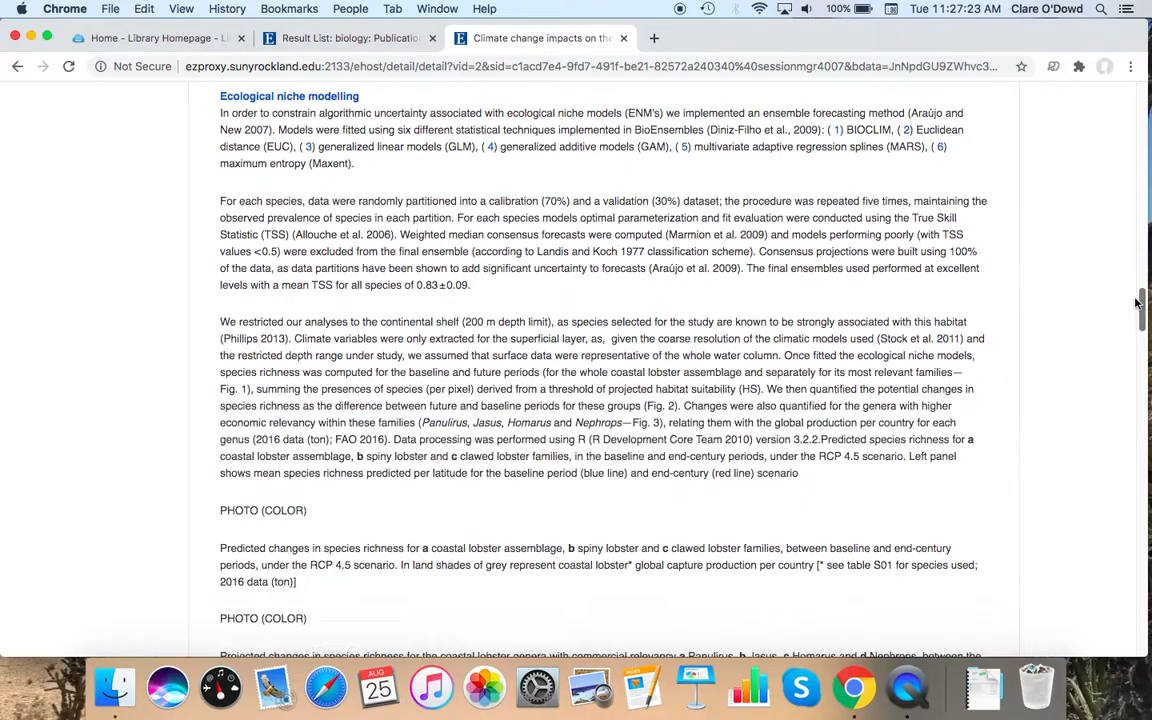 Chrome File Edit View History Bookmarks People Tab Window Help 100% Tue 11:27:23 AM Clare O'Dowd
Home - Library Homepage - Li Result List: biology: Publication Climate change impacts on the
Not Secure ezproxy.sunyrockland.edu:2133/ehost/detail/detail?vid=2&sid=c1acd7e4-9fd7-491f-be21-82572a240340%40sessionmgr4007&bdata=JnNpdGU9ZWhvc3...
Ecological niche modelling
In order to constrain algorithmic uncertainty associated with ecological niche models (ENM's) we implemented an ensemble forecasting method (Araújo and
New 2007). Models were fitted using six different statistical techniques implemented in BioEnsembles (Diniz-Filho et al., 2009): ( 1) BIOCLIM, ( 2) Euclidean
distance (EUC), ( 3) generalized linear models (GLM), ( 4) generalized additive models (GAM), ( 5) multivariate adaptive regression splines (MARS), ( 6)
maximum entropy (Maxent).
For each species, data were randomly partitioned into a calibration (70%) and a validation (30%) dataset; the procedure was repeated five times, maintaining the
observed prevalence of species in each partition. For each species models optimal parameterization and fit evaluation were conducted using the True Skill
Statistic (TSS) (Allouche et al. 2006). Weighted median consensus forecasts were computed (Marmion et al. 2009) and models performing poorly (with TSS
values <0.5) were excluded from the final ensemble (according to Landis and Koch 1977 classification scheme). Consensus projections were built using 100%
of the data, as data partitions have been shown to add significant uncertainty to forecasts (Araújo et al. 2009). The final ensembles used performed at excellent
levels with a mean TSS for all species of 0.83±0.09.
We restricted our analyses to the continental shelf (200 m depth limit), as species selected for the study are known to be strongly associated with this habitat
(Phillips 2013). Climate variables were only extracted for the superficial layer, as, given the coarse resolution of the climatic models used (Stock et al. 2011) and
the restricted depth range under study, we assumed that surface data were representative of the whole water column. Once fitted the ecological niche models,
species richness was computed for the baseline and future periods (for the whole coastal lobster assemblage and separately for its most relevant families—
Fig. 1), summing the presences of species (per pixel) derived from a threshold of projected habitat suitability (HS). We then quantified the potential changes in
species richness as the difference between future and baseline periods for these groups (Fig. 2). Changes were also quantified for the genera with higher
economic relevancy within these families (Panulirus, Jasus, Homarus and Nephrops—Fig. 3), relating them with the global production per country for each
genus (2016 data (ton); FAO 2016). Data processing was performed using R (R Development Core Team 2010) version 3.2.2.Predicted species richness for a
coastal lobster assemblage, b spiny lobster and c clawed lobster families, in the baseline and end-century periods, under the RCP 4.5 scenario. Left panel
shows mean species richness predicted per latitude for the baseline period (blue line) and end-century (red line) scenario
PHOTO (COLOR)
Predicted changes in species richness for a coastal lobster assemblage, b spiny lobster and c clawed lobster families, between baseline and end-century
periods, under the RCP 4.5 scenario. In land shades of grey represent coastal lobster* global capture production per country [* see table S01 for species used;
2016 data (ton)]
PHOTO (COLOR)
Projected changes in species richness for the coastal lobster genera with commercial relevancy a Panulirus, b Jasus, c Homarus and d Nephrops, between the
AUG
25